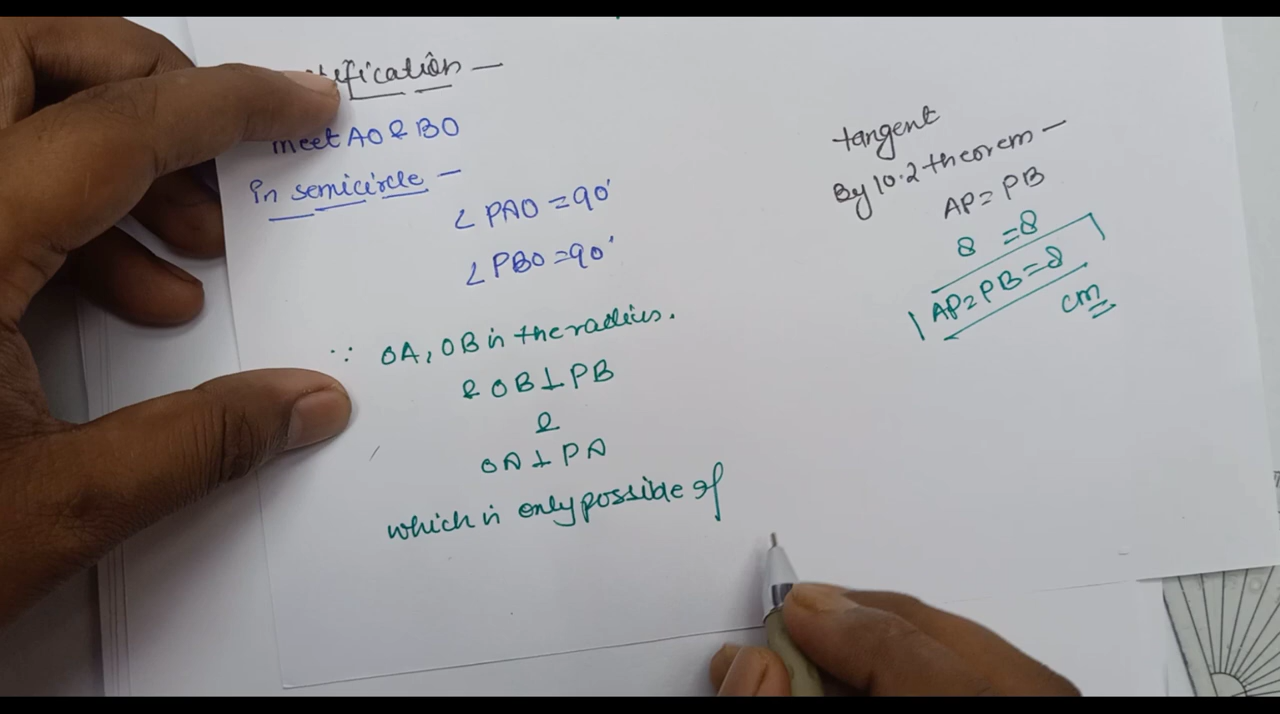 meet AO & BO
In semicircle –
∠PAO = 90°
∠PBO = 90°
∵ OA, OB is the radius.
& OB ⊥ PB
&
OA ⊥ PA
which is only possible if
tangent
By 10.2 theorem –
AP = PB
8 = 8
AP = PB = 8
cm